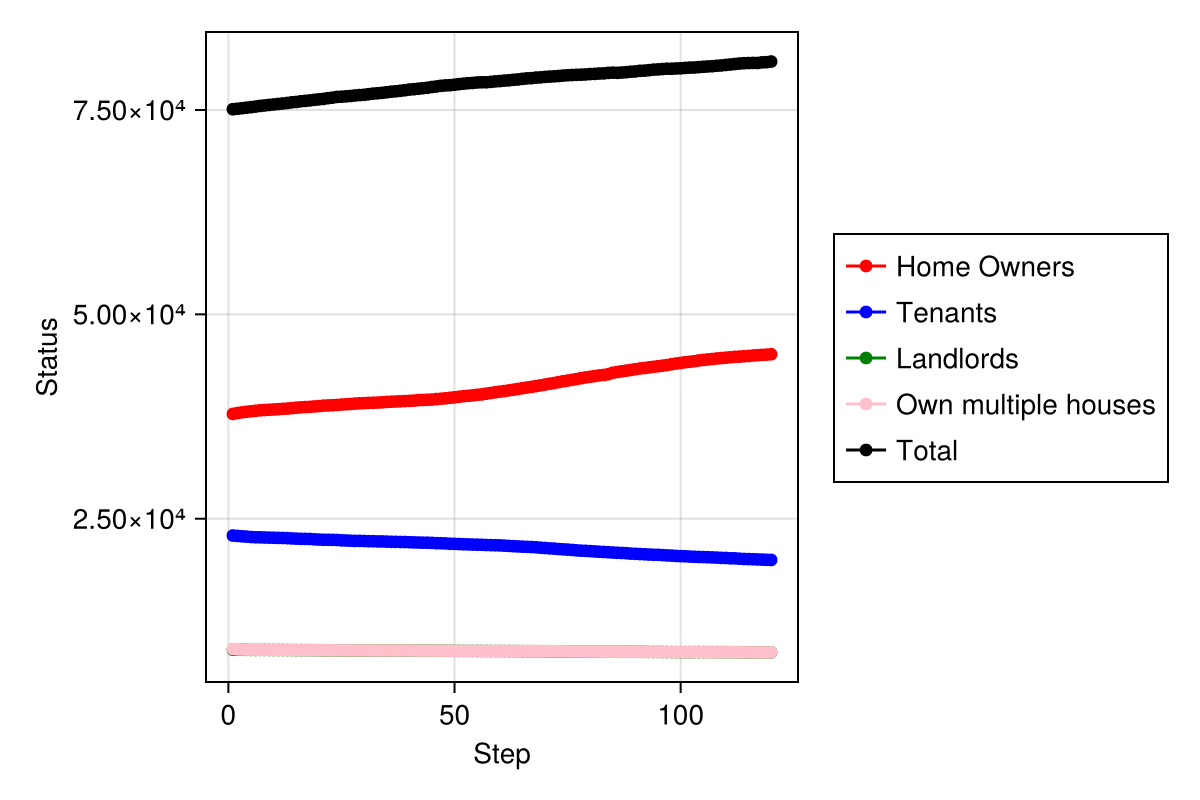 7.50×10⁴
5.00×10⁴
2.50×10⁴
Status
0 50 100
Step
Home Owners
Tenants
Landlords
Own multiple houses
Total